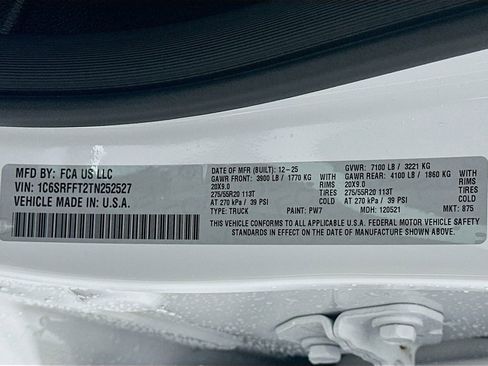 MFD BY: FCA US LLC
VIN: 1C6SRFFT2TN252527
VEHICLE MADE IN: U.S.A.
DATE OF MFR (BUILT): 12-25 GVWR: 7100 LB / 3221 KG
GAWR FRONT: 3900 LB / 1770 KG WITH GAWR REAR: 4100 LB / 1860 KG WITH
20X9.0 RIMS 20X9.0 RIMS
275/55R20 113T TIRES 275/55R20 113T TIRES
AT 270 kPa / 39 PSI COLD AT 270 kPa / 39 PSI COLD
TYPE: TRUCK PAINT: PW7 MDH: 120521 MKT: 875
THIS VEHICLE CONFORMS TO ALL APPLICABLE U.S.A. FEDERAL MOTOR VEHICLE SAFETY
STANDARDS IN EFFECT ON THE DATE OF MANUFACTURE SHOWN ABOVE.